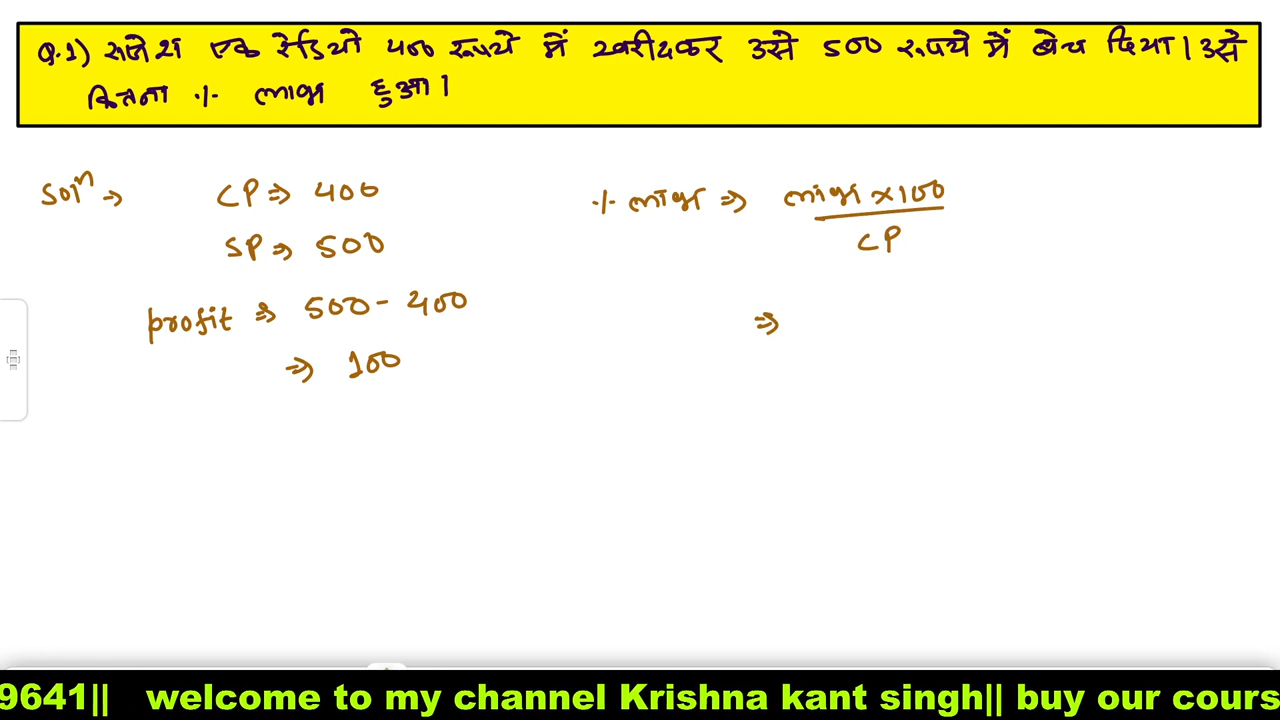 Q.1) राजेश एक रेडियो 400 रूपये में खरीदकर उसे 500 रूपये में बेच दिया। उसे
कितना % लाभ हुआ।
Solⁿ ⇒ CP ⇒ 400
SP ⇒ 500
profit ⇒ 500 - 400
⇒ 100
% लाभ ⇒ लाभ × 100
CP
⇒
9641|| welcome to my channel Krishna kant singh|| buy our cours